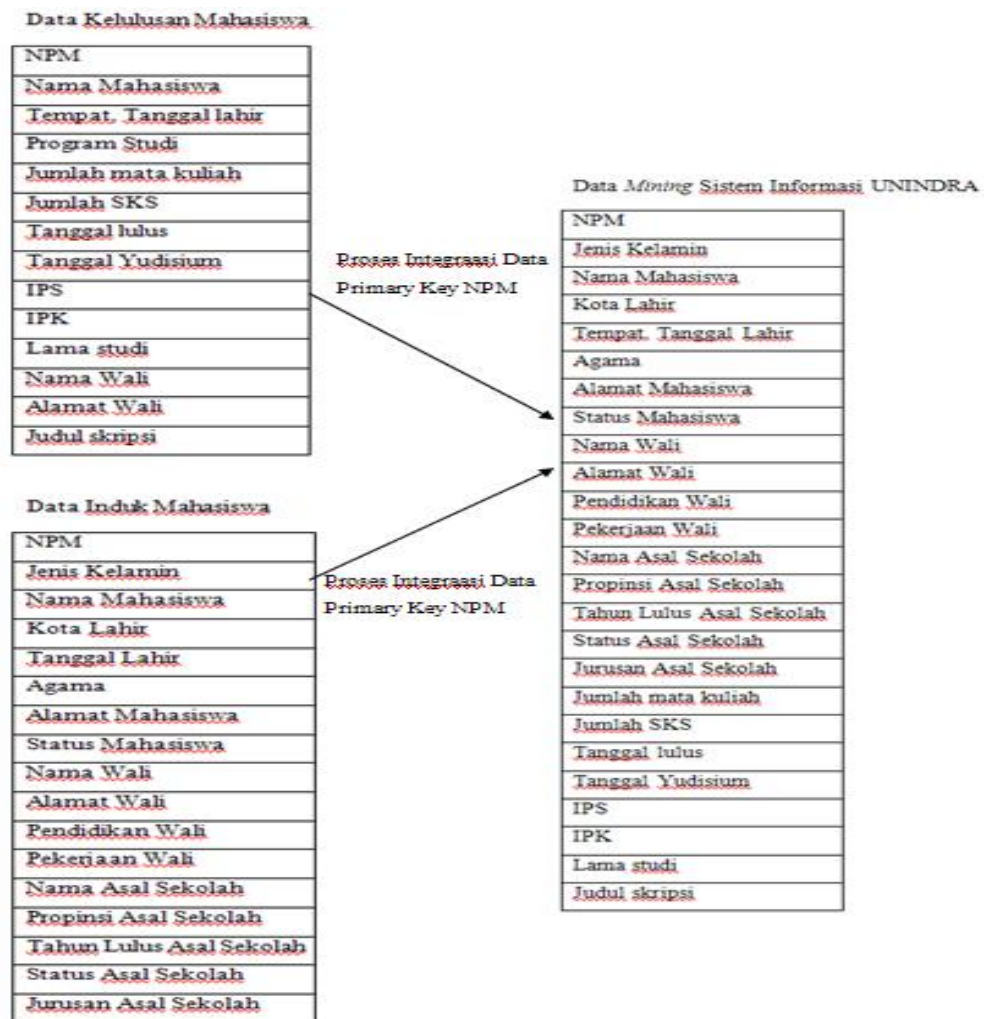 Data Kelulusan Mahasiswa
NPM
Nama Mahasiswa
Tempat, Tanggal lahir
Program Studi
Jumlah mata kuliah
Jumlah SKS
Tanggal lulus
Tanggal Yudisium
IPS
IPK
Lama studi
Nama Wali
Alamat Wali
Judul skripsi
Proses Integraasi Data
Primary Key NPM
Data Induk Mahasiswa
NPM
Jenis Kelamin
Nama Mahasiswa
Kota Lahir
Tanggal Lahir
Agama
Alamat Mahasiswa
Status Mahasiswa
Nama Wali
Alamat Wali
Pendidikan Wali
Pekerjaan Wali
Nama Asal Sekolah
Propinsi Asal Sekolah
Tahun Lulus Asal Sekolah
Status Asal Sekolah
Jurusan Asal Sekolah
Proses Integraasi Data
Primary Key NPM
Data Mining Sistem Informasi UNINDRA
NPM
Jenis Kelamin
Nama Mahasiswa
Kota Lahir
Tempat, Tanggal Lahir
Agama
Alamat Mahasiswa
Status Mahasiswa
Nama Wali
Alamat Wali
Pendidikan Wali
Pekerjaan Wali
Nama Asal Sekolah
Propinsi Asal Sekolah
Tahun Lulus Asal Sekolah
Status Asal Sekolah
Jurusan Asal Sekolah
Jumlah mata kuliah
Jumlah SKS
Tanggal lulus
Tanggal Yudisium
IPS
IPK
Lama studi
Judul skripsi